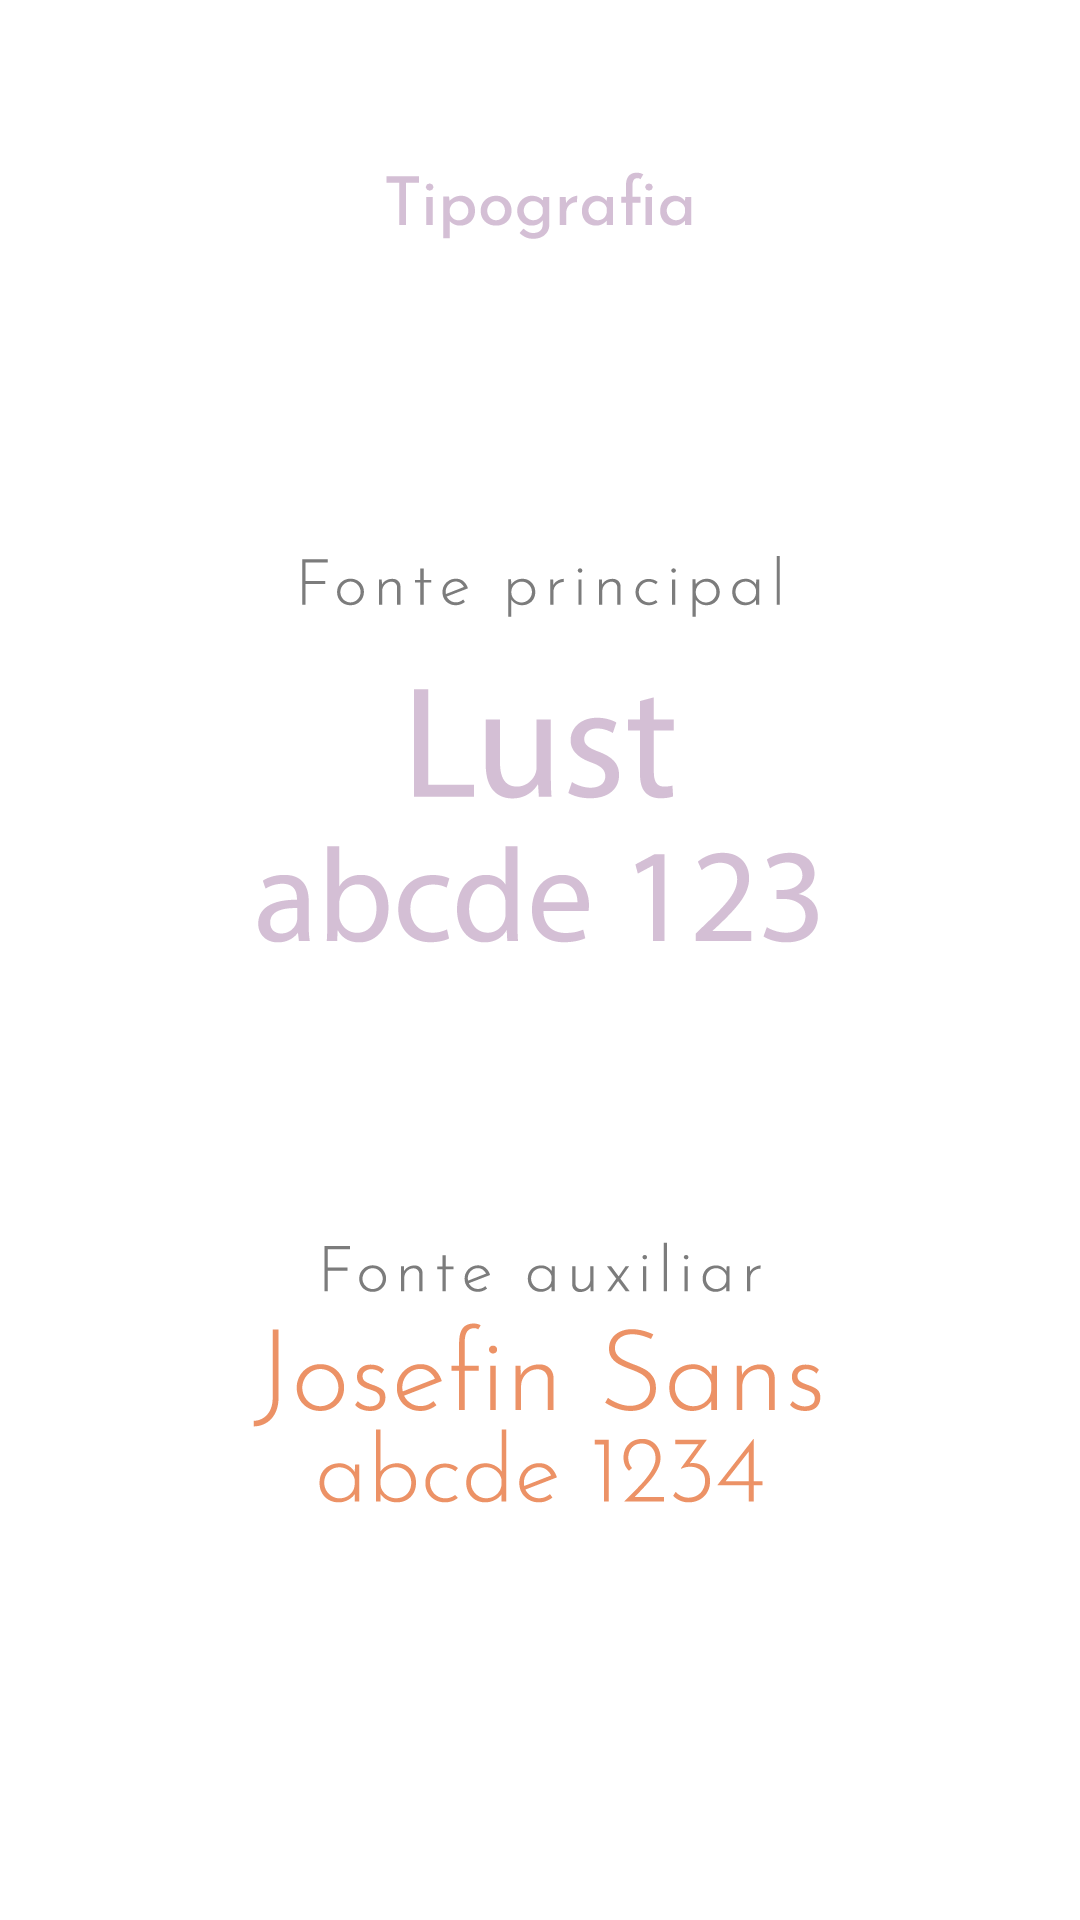 Tipografia
Fonte principal
Lust
abcde 123
Fonte auxiliar
Josefin Sans
abcde 1234